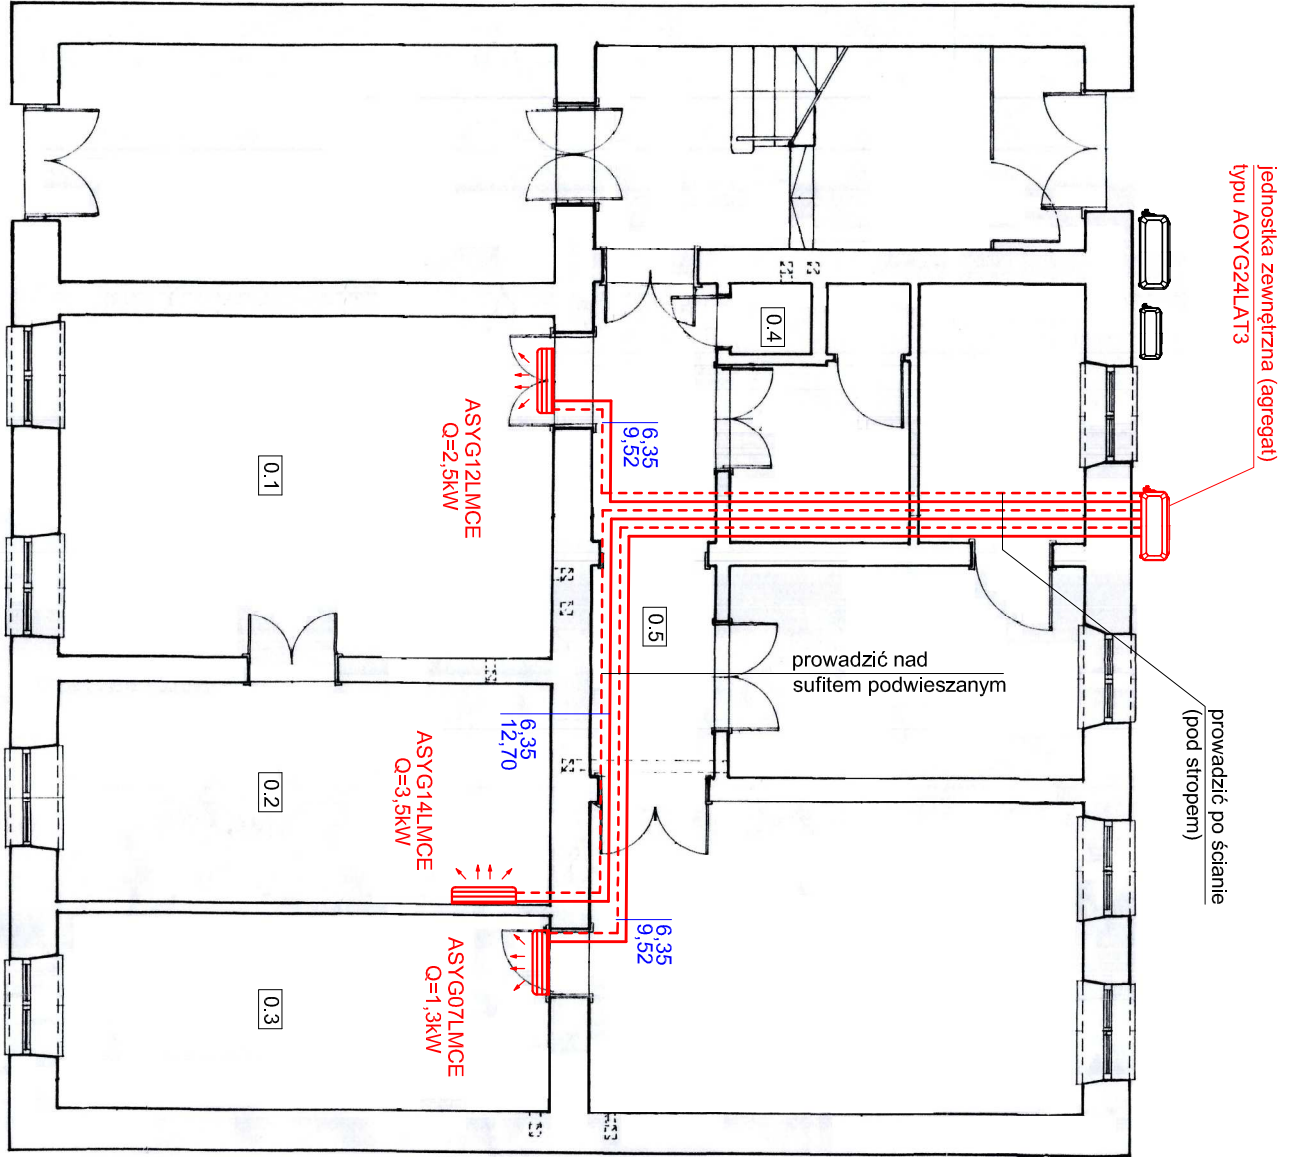 jednostka zewnętrzna (agregat)
typu AOYG24LAT3
0.4
6,35
9,52
ASYG12LMCE
Q=2,5kW
0.1
0.5
prowadzić nad
sufitem podwieszanym
prowadzić po ścianie
(pod stropem)
6,35
12,70
ASYG14LMCE
Q=3,5kW
0.2
6,35
9,52
ASYG07LMCE
Q=1,3kW
0.3